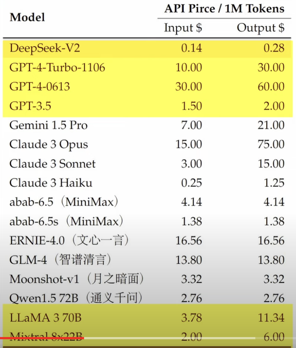 API Pirce / 1M Tokens
Model Input $ Output $
DeepSeek-V2 0.14 0.28
GPT-4-Turbo-1106 10.00 30.00
GPT-4-0613 30.00 60.00
GPT-3.5 1.50 2.00
Gemini 1.5 Pro 7.00 21.00
Claude 3 Opus 15.00 75.00
Claude 3 Sonnet 3.00 15.00
Claude 3 Haiku 0.25 1.25
abab-6.5（MiniMax） 4.14 4.14
abab-6.5s（MiniMax） 1.38 1.38
ERNIE-4.0（文心一言） 16.56 16.56
GLM-4（智谱清言） 13.80 13.80
Moonshot-v1（月之暗面） 3.32 3.32
Qwen1.5 72B（通义千问） 2.76 2.76
LLaMA 3 70B 3.78 11.34
Mixtral 8x22B 2.00 6.00